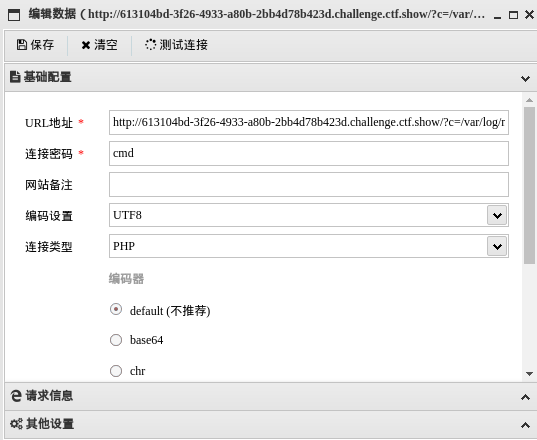 编辑数据 ( http://613104bd-3f26-4933-a80b-2bb4d78b423d.challenge.ctf.show/?c=/var/...
保存 清空 测试连接
基础配置
URL地址 * http://613104bd-3f26-4933-a80b-2bb4d78b423d.challenge.ctf.show/?c=/var/log/r
连接密码 * cmd
网站备注
编码设置 UTF8
连接类型 PHP
编码器
default (不推荐)
base64
chr
请求信息
其他设置